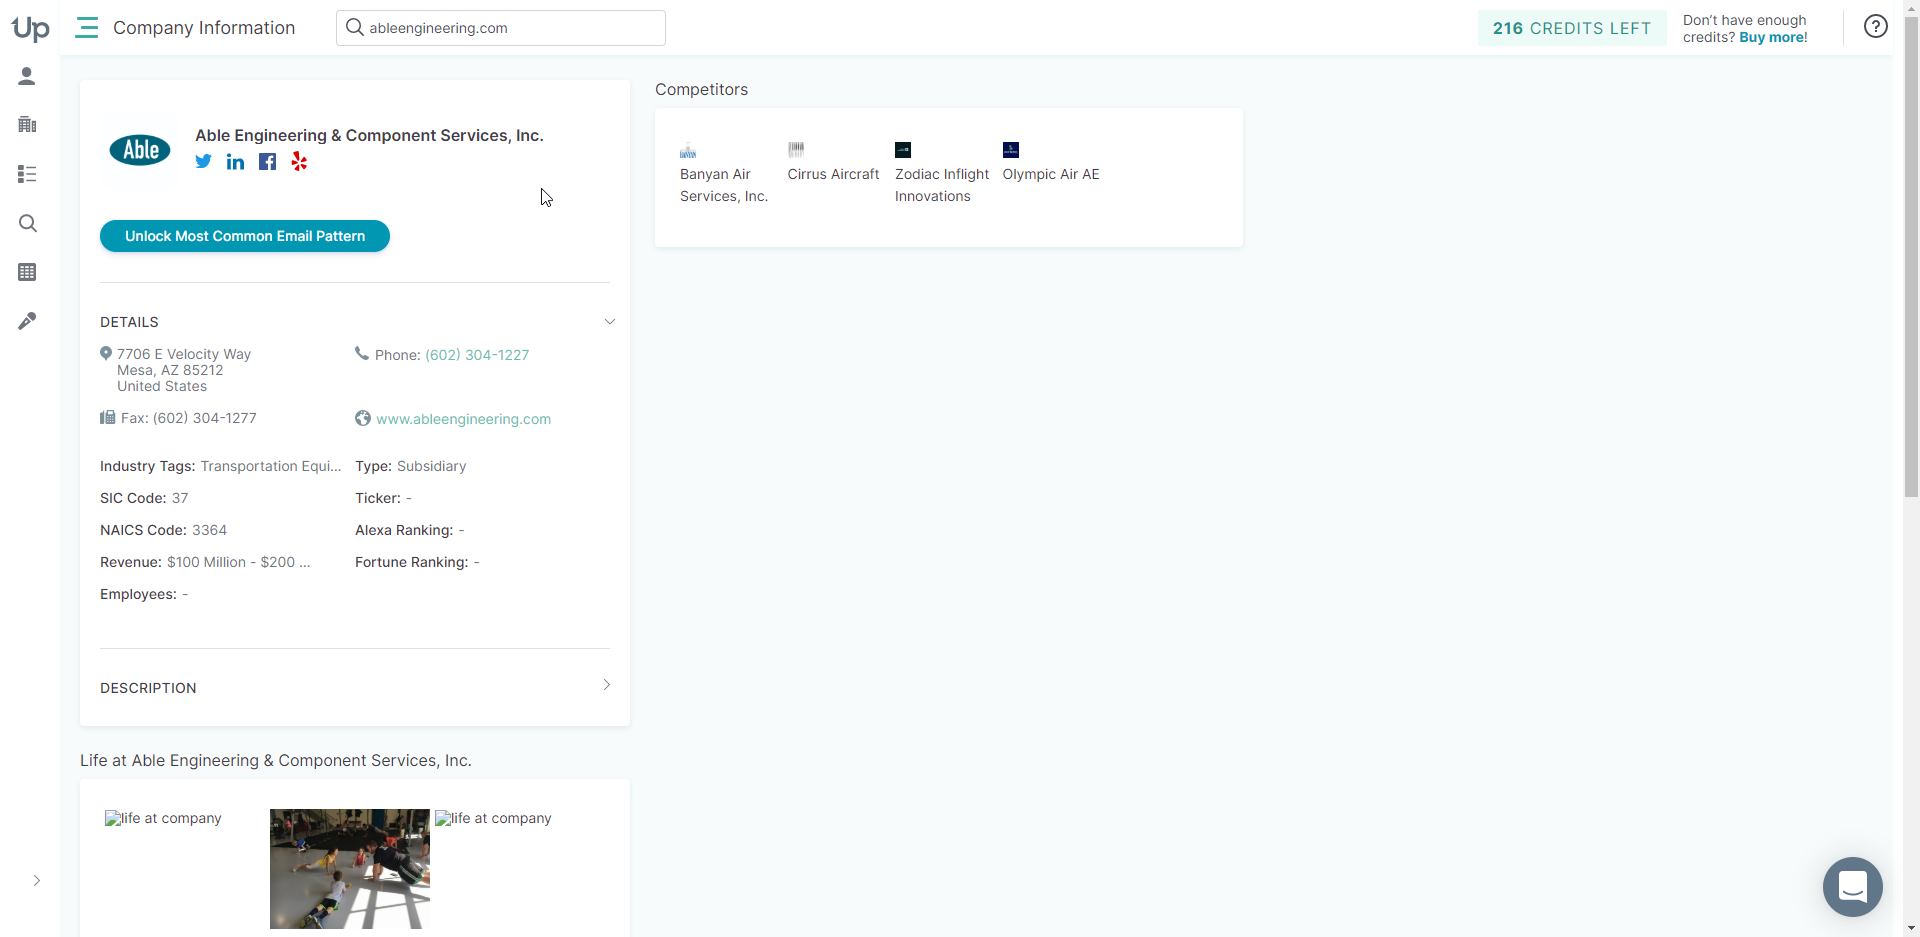 Up
Company Information
ableengineering.com
216 CREDITS LEFT
Don't have enough
credits? Buy more!
Able
Able Engineering & Component Services, Inc.
Unlock Most Common Email Pattern
DETAILS
7706 E Velocity Way
Mesa, AZ 85212
United States
Phone: (602) 304-1227
Fax: (602) 304-1277
www.ableengineering.com
Industry Tags: Transportation Equi...
Type: Subsidiary
SIC Code: 37
Ticker: -
NAICS Code: 3364
Alexa Ranking: -
Revenue: $100 Million - $200 ...
Fortune Ranking: -
Employees: -
DESCRIPTION
Life at Able Engineering & Component Services, Inc.
life at company
life at company
Competitors
Banyan Air
Services, Inc.
Cirrus Aircraft
Zodiac Inflight
Innovations
Olympic Air AE